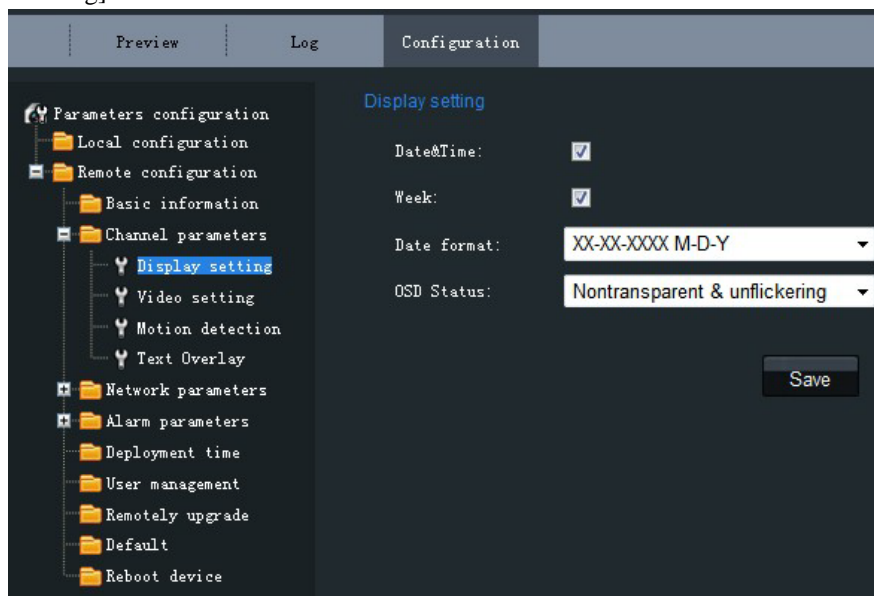 Preview Log Configuration
Parameters configuration
Local configuration
Remote configuration
Basic information
Channel parameters
Display setting
Video setting
Motion detection
Text Overlay
Network parameters
Alarm parameters
Deployment time
User management
Remotely upgrade
Default
Reboot device
Display setting
Date&Time:
Week:
Date format: XX-XX-XXXX M-D-Y
OSD Status: Nontransparent & unflickering
Save